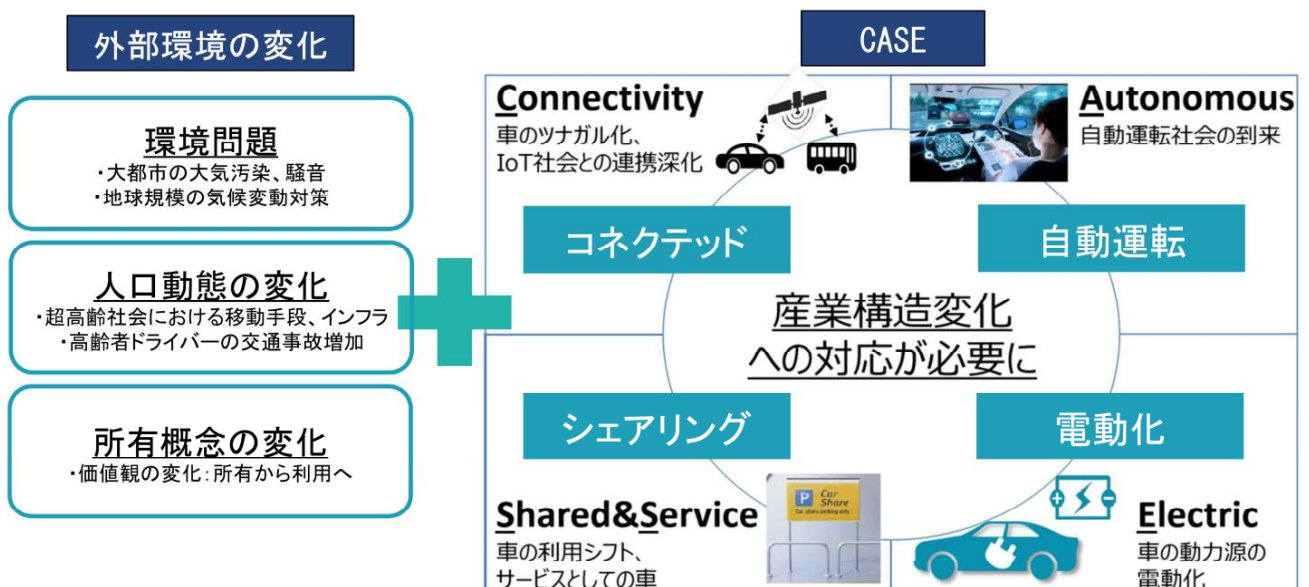 外部環境の変化
環境問題
・大都市の大気汚染、騒音
・地球規模の気候変動対策
人口動態の変化
・超高齢社会における移動手段、インフラ
・高齢者ドライバーの交通事故増加
所有概念の変化
・価値観の変化:所有から利用へ
CASE
Connectivity
車のツナガル化、
IoT社会との連携深化
Autonomous
自動運転社会の到来
コネクテッド
自動運転
産業構造変化
への対応が必要に
シェアリング
電動化
Shared&Service
車の利用シフト、
サービスとしての車
P Car
Share
Car share parking only
Electric
車の動力源の
電動化